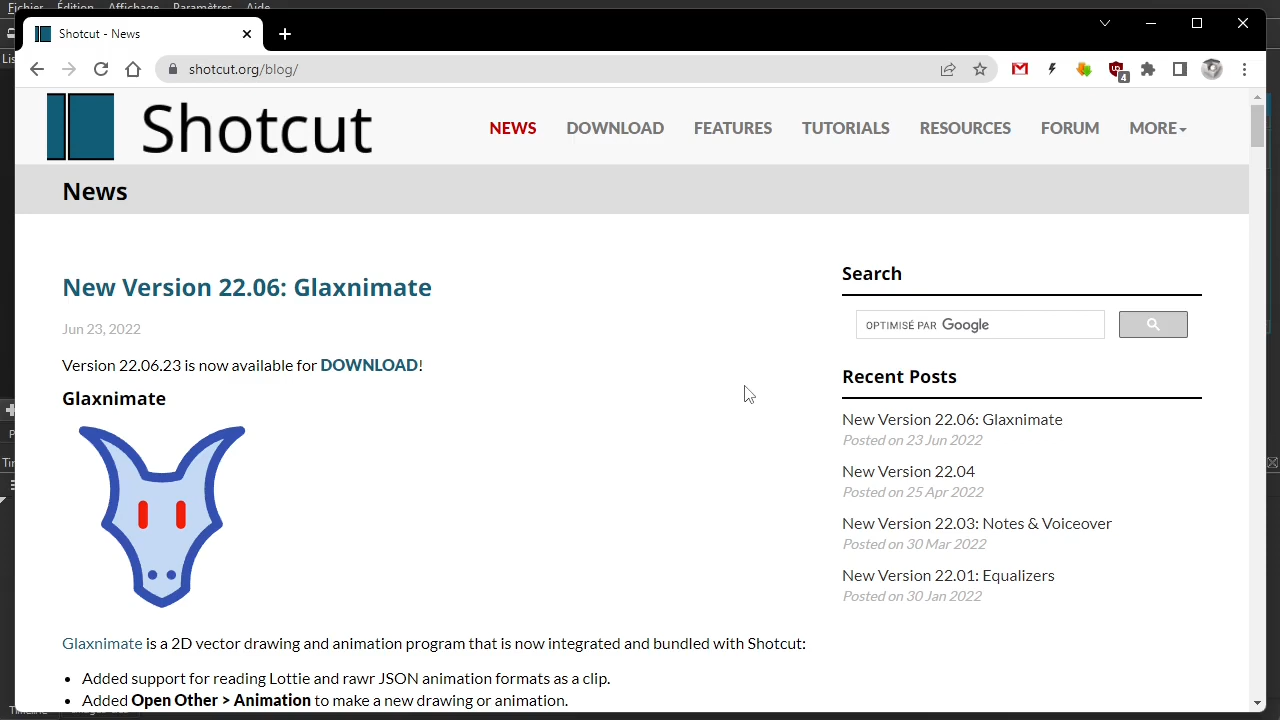 Fichier Édition Affichage Paramètres Aide
Shotcut - News
shotcut.org/blog/
4
Shotcut
NEWS DOWNLOAD FEATURES TUTORIALS RESOURCES FORUM MORE
News
New Version 22.06: Glaxnimate
Jun 23, 2022
Version 22.06.23 is now available for DOWNLOAD!
Glaxnimate
Glaxnimate is a 2D vector drawing and animation program that is now integrated and bundled with Shotcut:
• Added support for reading Lottie and rawr JSON animation formats as a clip.
• Added Open Other > Animation to make a new drawing or animation.
Search
OPTIMISÉ PAR Google
Recent Posts
New Version 22.06: Glaxnimate
Posted on 23 Jun 2022
New Version 22.04
Posted on 25 Apr 2022
New Version 22.03: Notes & Voiceover
Posted on 30 Mar 2022
New Version 22.01: Equalizers
Posted on 30 Jan 2022